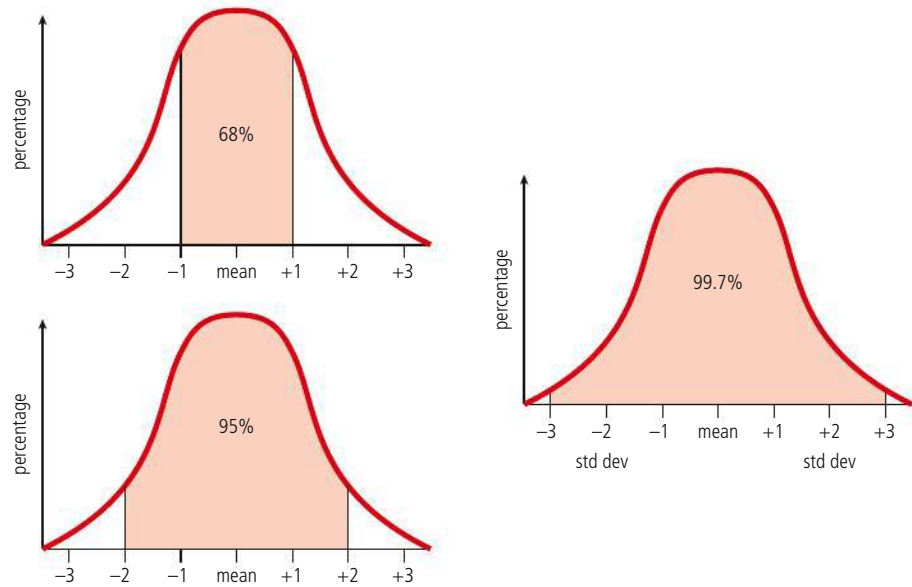 percentage
68%
–3 –2 –1 mean +1 +2 +3
percentage
95%
–3 –2 –1 mean +1 +2 +3
percentage
99.7%
–3 –2 –1 mean +1 +2 +3
std dev std dev